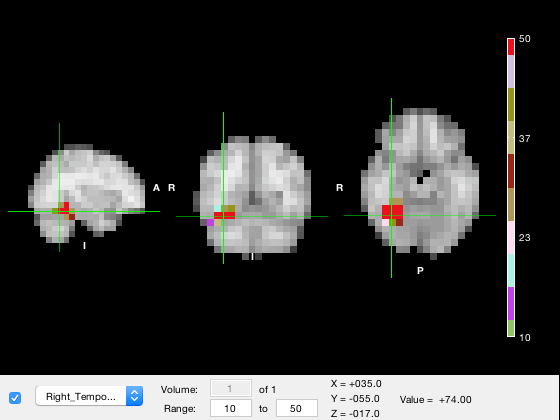 50
37
23
10
A R
R
I
I
P
Right_Tempo...
Volume: 1 of 1
Range: 10 to 50
X = +035.0
Y = -055.0
Z = -017.0
Value = +74.00